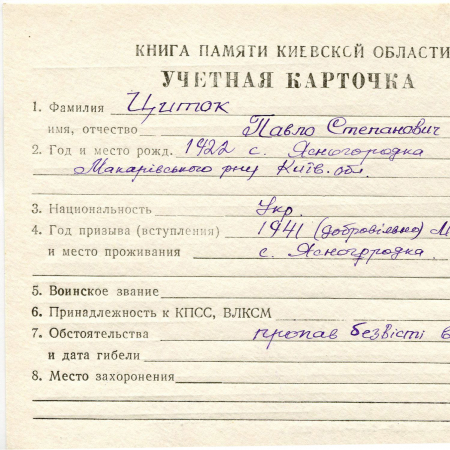 КНИГА ПАМЯТИ КИЕВСКОЙ ОБЛАСТИ
УЧЕТНАЯ КАРТОЧКА
1. Фамилия Циток
имя, отчество Павло Степанович
2. Год и место рожд. 1922 с. Ясногородка
Макарівського р-ну Київ. обл.
3. Национальность Укр.
4. Год призыва (вступления) 1941 (добровільно) М
и место проживания с. Ясногородка,
5. Воинское звание
6. Принадлежность к КПСС, ВЛКСМ
7. Обстоятельства пропав безвісті в
и дата гибели
8. Место захоронения